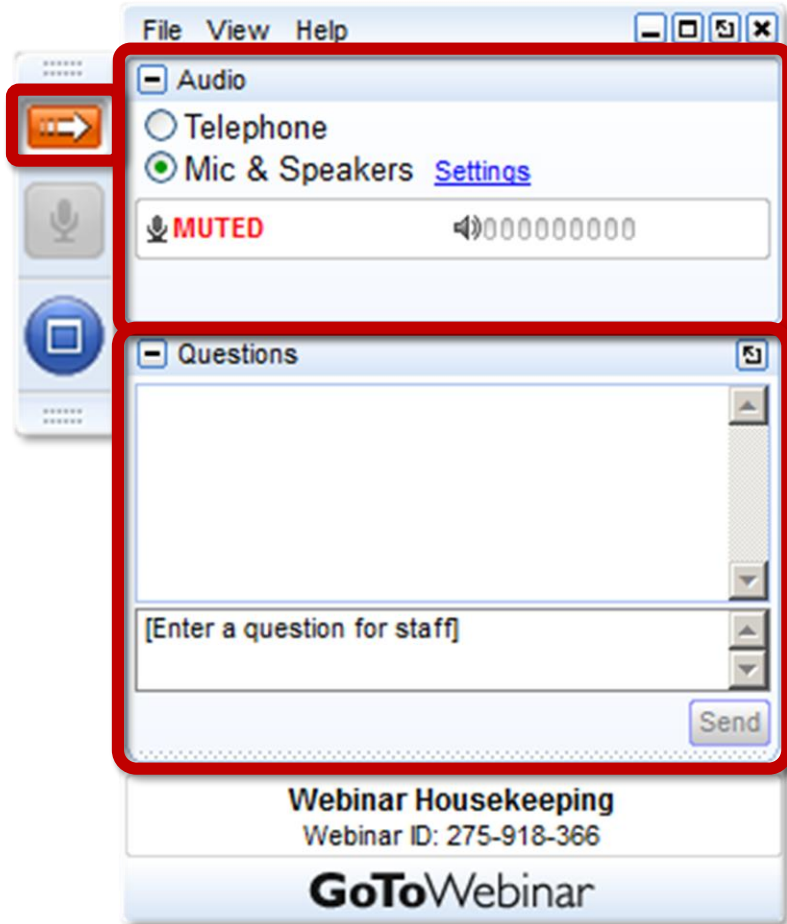 File View Help
Audio
Telephone
Mic & Speakers Settings
MUTED
Questions
[Enter a question for staff]
Send
Webinar Housekeeping
Webinar ID: 275-918-366
GoToWebinar